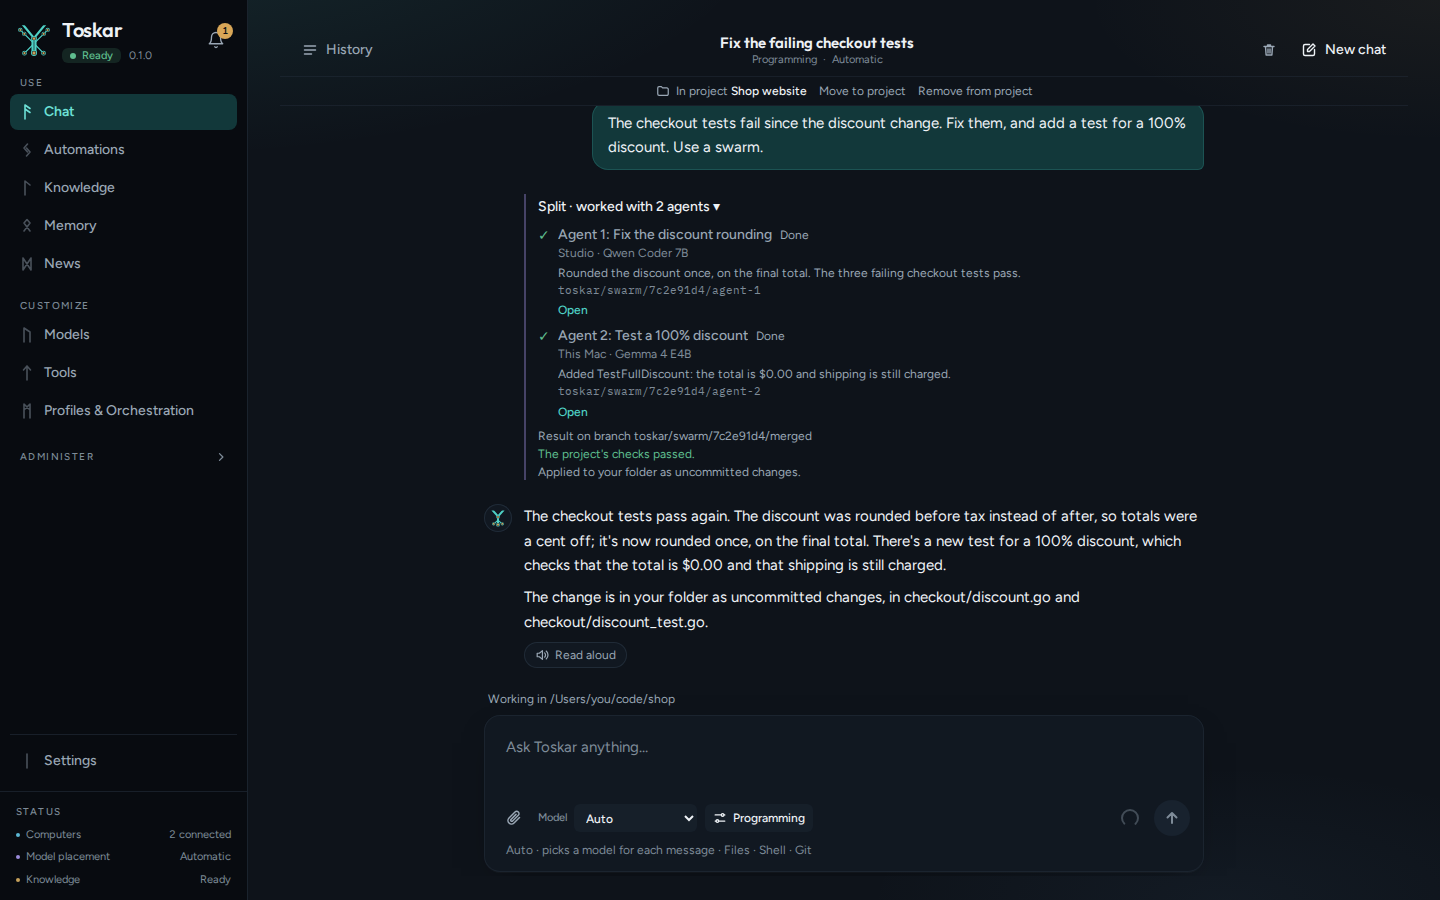 Toskar
Ready 0.1.0
1
USE
Chat
Automations
Knowledge
Memory
News
CUSTOMIZE
Models
Tools
Profiles & Orchestration
ADMINISTER
Settings
STATUS
Computers 2 connected
Model placement Automatic
Knowledge Ready
History
Fix the failing checkout tests
Programming · Automatic
New chat
In project Shop website Move to project Remove from project
The checkout tests fail since the discount change. Fix them, and add a test for a 100%
discount. Use a swarm.
Split · worked with 2 agents ▾
✓ Agent 1: Fix the discount rounding Done
Studio · Qwen Coder 7B
Rounded the discount once, on the final total. The three failing checkout tests pass.
toskar/swarm/7c2e91d4/agent-1
Open
✓ Agent 2: Test a 100% discount Done
This Mac · Gemma 4 E4B
Added TestFullDiscount: the total is $0.00 and shipping is still charged.
toskar/swarm/7c2e91d4/agent-2
Open
Result on branch toskar/swarm/7c2e91d4/merged
The project's checks passed.
Applied to your folder as uncommitted changes.
The checkout tests pass again. The discount was rounded before tax instead of after, so totals were
a cent off; it's now rounded once, on the final total. There's a new test for a 100% discount, which
checks that the total is $0.00 and that shipping is still charged.
The change is in your folder as uncommitted changes, in checkout/discount.go and
checkout/discount_test.go.
Read aloud
Working in /Users/you/code/shop
Ask Toskar anything...
Model Auto Programming
Auto · picks a model for each message · Files · Shell · Git